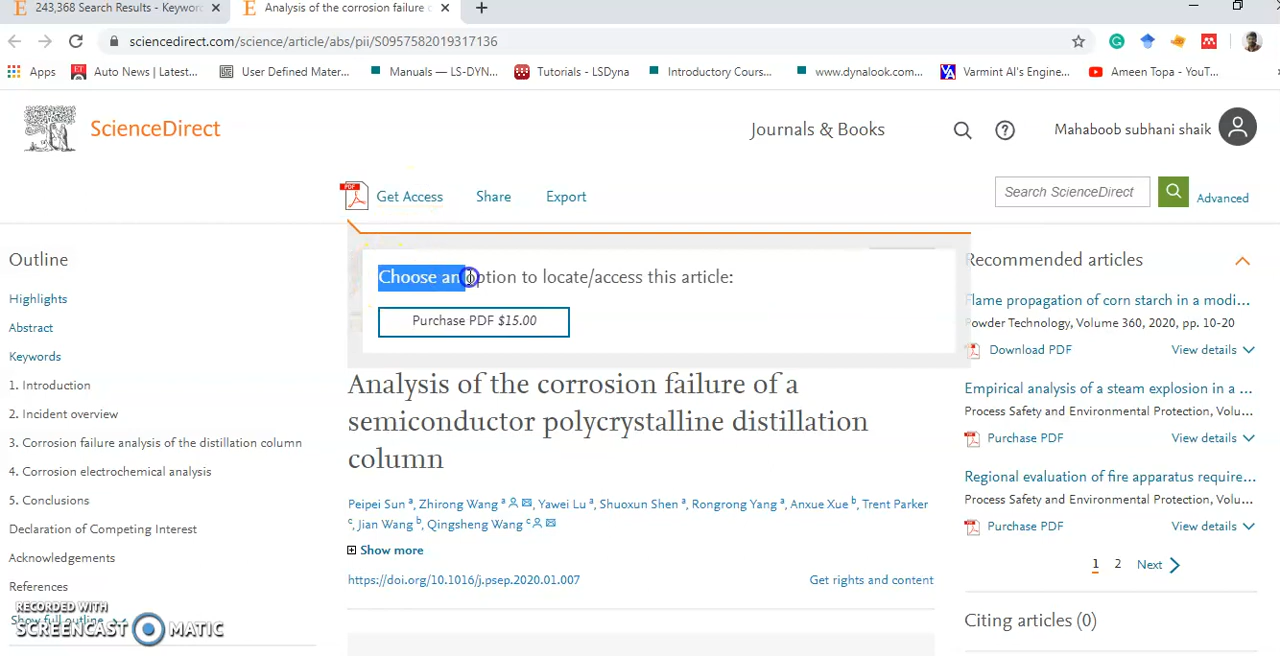 243,368 Search Results - Keywor
Analysis of the corrosion failure
sciencedirect.com/science/article/abs/pii/S0957582019317136
Apps
Auto News | Latest...
User Defined Mater...
Manuals — LS-DYN...
Tutorials - LSDyna
Introductory Cours...
www.dynalook.com...
Varmint Al's Engine...
Ameen Topa - YouT...
ScienceDirect
Journals & Books
Mahaboob subhani shaik
PDF
Get Access
Share
Export
Search ScienceDirect
Advanced
Outline
Highlights
Abstract
Keywords
1. Introduction
2. Incident overview
3. Corrosion failure analysis of the distillation column
4. Corrosion electrochemical analysis
5. Conclusions
Declaration of Competing Interest
Acknowledgements
References
Show full outline
RECORDED WITH
SCREENCAST MATIC
Choose an option to locate/access this article:
Purchase PDF $15.00
Analysis of the corrosion failure of a
semiconductor polycrystalline distillation
column
Peipei Sun a, Zhirong Wang a, Yawei Lu a, Shuoxun Shen a, Rongrong Yang a, Anxue Xue b, Trent Parker
c, Jian Wang b, Qingsheng Wang c
Show more
https://doi.org/10.1016/j.psep.2020.01.007
Get rights and content
Recommended articles
Flame propagation of corn starch in a modi...
Powder Technology, Volume 360, 2020, pp. 10-20
Download PDF
View details
Empirical analysis of a steam explosion in a ...
Process Safety and Environmental Protection, Volu...
Purchase PDF
View details
Regional evaluation of fire apparatus require...
Process Safety and Environmental Protection, Volu...
Purchase PDF
View details
1 2 Next
Citing articles (0)